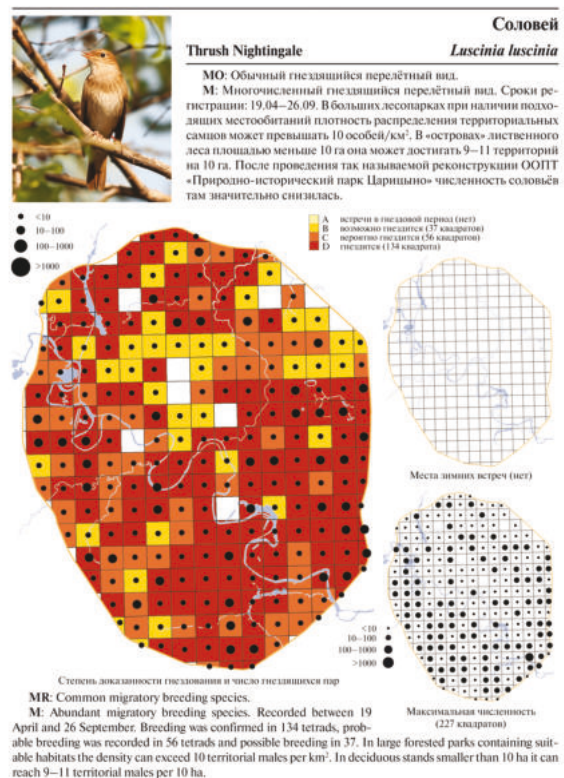 Соловей
Thrush Nightingale Luscinia luscinia
МО: Обычный гнездящийся перелётный вид.
М: Многочисленный гнездящийся перелётный вид. Сроки ре-
гистрации: 19.04–26.09. В больших лесопарках при наличии подхо-
дящих местообитаний плотность распределения территориальных
самцов может превышать 10 особей/км². В «островах» лиственного
леса площадью меньше 10 га она может достигать 9–11 территорий
на 10 га. После проведения так называемой реконструкции ООПТ
«Природно-исторический парк Царицыно» численность соловьёв
там значительно снизилась.
<10
10–100
100–1000
>1000
A встречи в гнездовой период (нет)
B возможно гнездится (37 квадратов)
C вероятно гнездится (56 квадратов)
D гнездится (134 квадрата)
Места зимних встреч (нет)
<10
10–100
100–1000
>1000
Степень доказанности гнездования и число гнездящихся пар
Максимальная численность
(227 квадратов)
MR: Common migratory breeding species.
M: Abundant migratory breeding species. Recorded between 19
April and 26 September. Breeding was confirmed in 134 tetrads, prob-
able breeding was recorded in 56 tetrads and possible breeding in 37. In large forested parks containing suit-
able habitats the density can exceed 10 territorial males per km². In deciduous stands smaller than 10 ha it can
reach 9–11 territorial males per 10 ha.